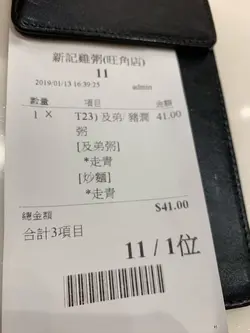 新記雞粥(旺角店)
11
2019/01/13 16:39:25 admin
數量 項目 金額
1 X T23) 及弟/豬潤 41.00
粥
[及弟粥]
*走青
[炒麵]
*走青
總金額 $41.00
合計3項目
11 / 1位